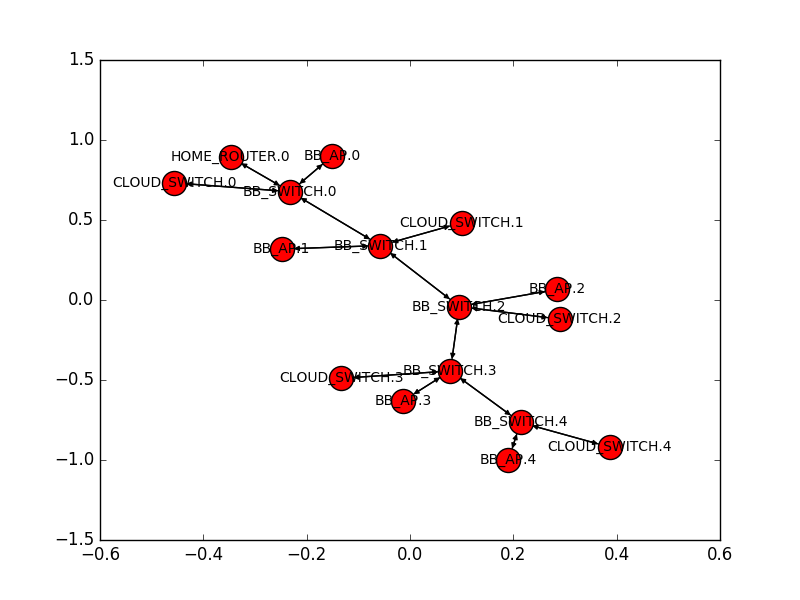 1.5
1.0
0.5
0.0
−0.5
−1.0
−1.5
HOME_ROUTER.0
BB_AP.0
CLOUD_SWITCH.0
BB_SWITCH.0
CLOUD_SWITCH.1
BB_AP.1
BB_SWITCH.1
BB_AP.2
BB_SWITCH.2
CLOUD_SWITCH.2
BB_SWITCH.3
CLOUD_SWITCH.3
BB_AP.3
BB_SWITCH.4
CLOUD_SWITCH.4
BB_AP.4
−0.6
−0.4
−0.2
0.0
0.2
0.4
0.6